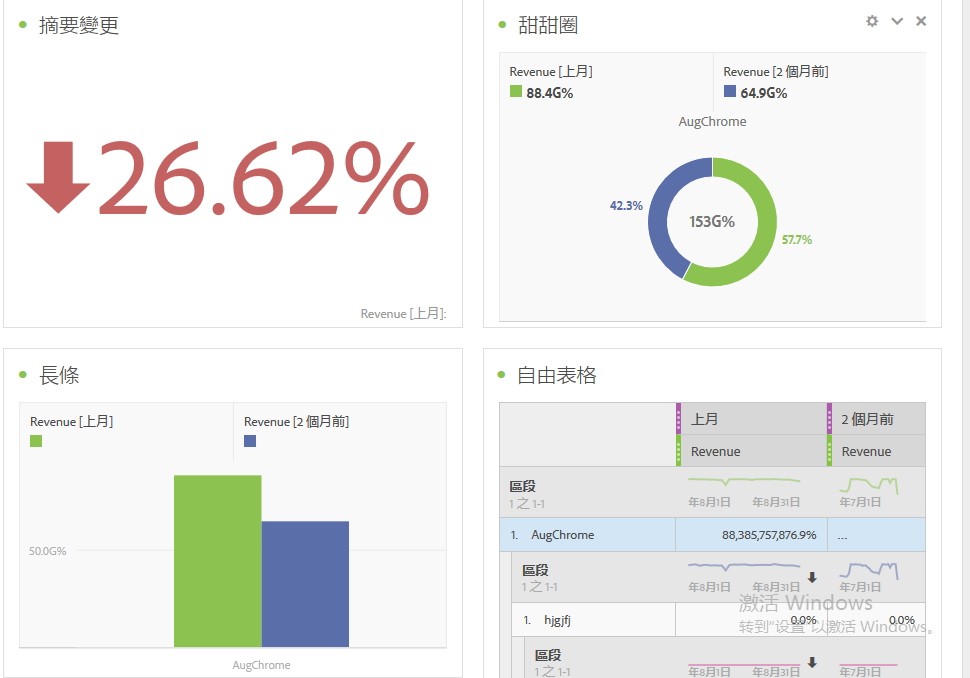 摘要變更
26.62%
Revenue [上月]:
甜甜圈
Revenue [上月]
88.4G%
Revenue [2 個月前]
64.9G%
AugChrome
42.3%
153G%
57.7%
長條
Revenue [上月]
Revenue [2 個月前]
50.0G%
AugChrome
自由表格
上月
2 個月前
Revenue
Revenue
區段
1 之 1-1
年8月1日
年8月31日
年7月1日
1. AugChrome
88,385,757,876.9%
...
區段
1 之 1-1
年8月1日
年8月31日
年7月1日
1. hjgjfj
0.0%
0.0%
激活 Windows
转到"设置"以激活 Windows。
區段
1 之 1-1
年8月1日
年8月31日
年7月1日